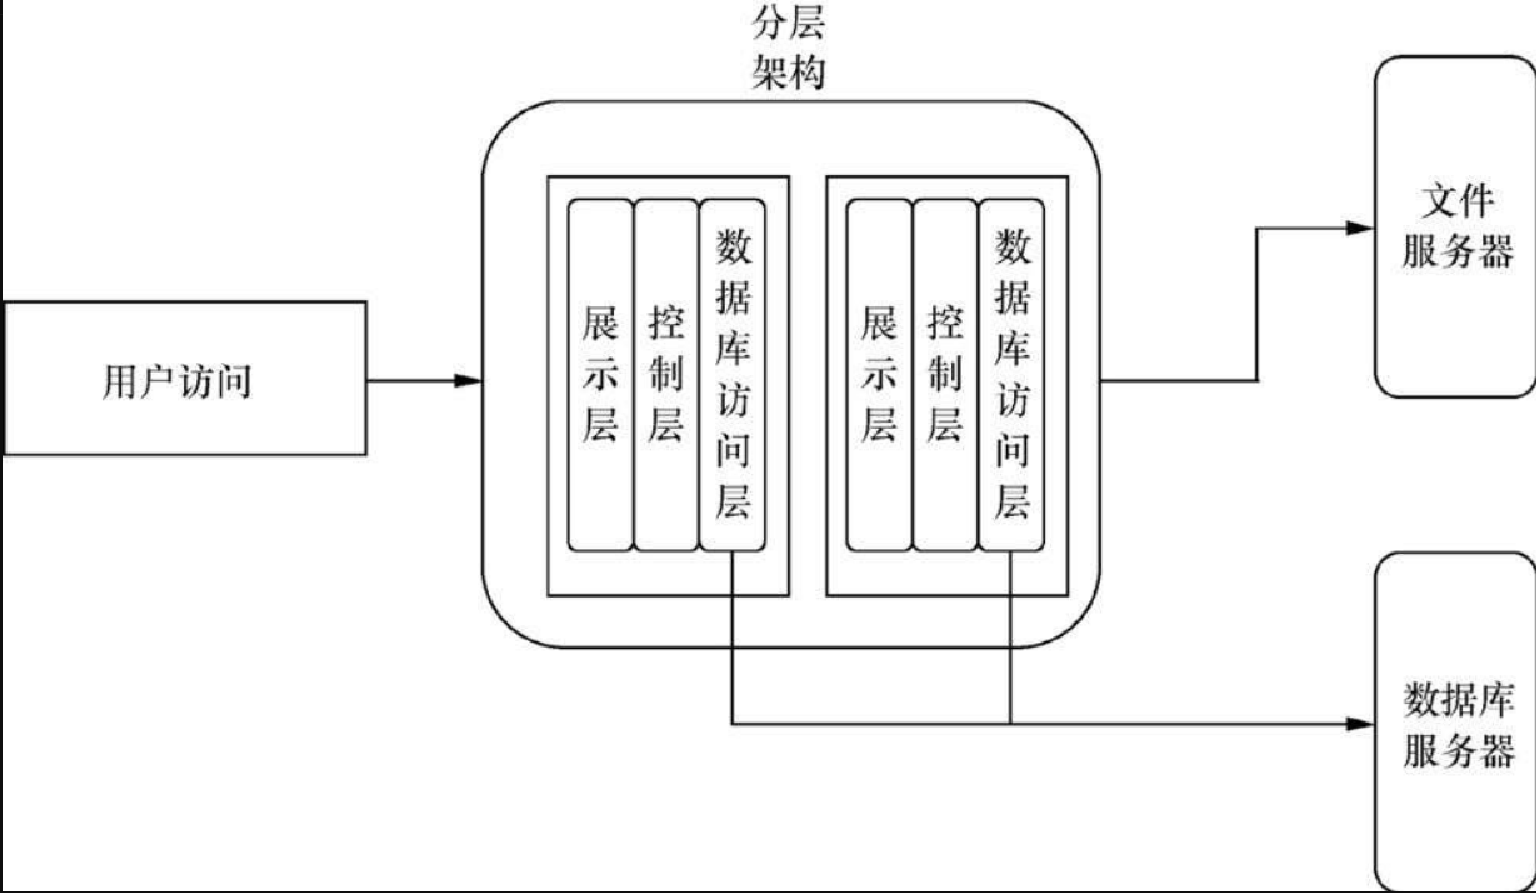 分层
架构
用户访问
展示层
控制层
数据库访问层
展示层
控制层
数据库访问层
文件
服务器
数据库
服务器